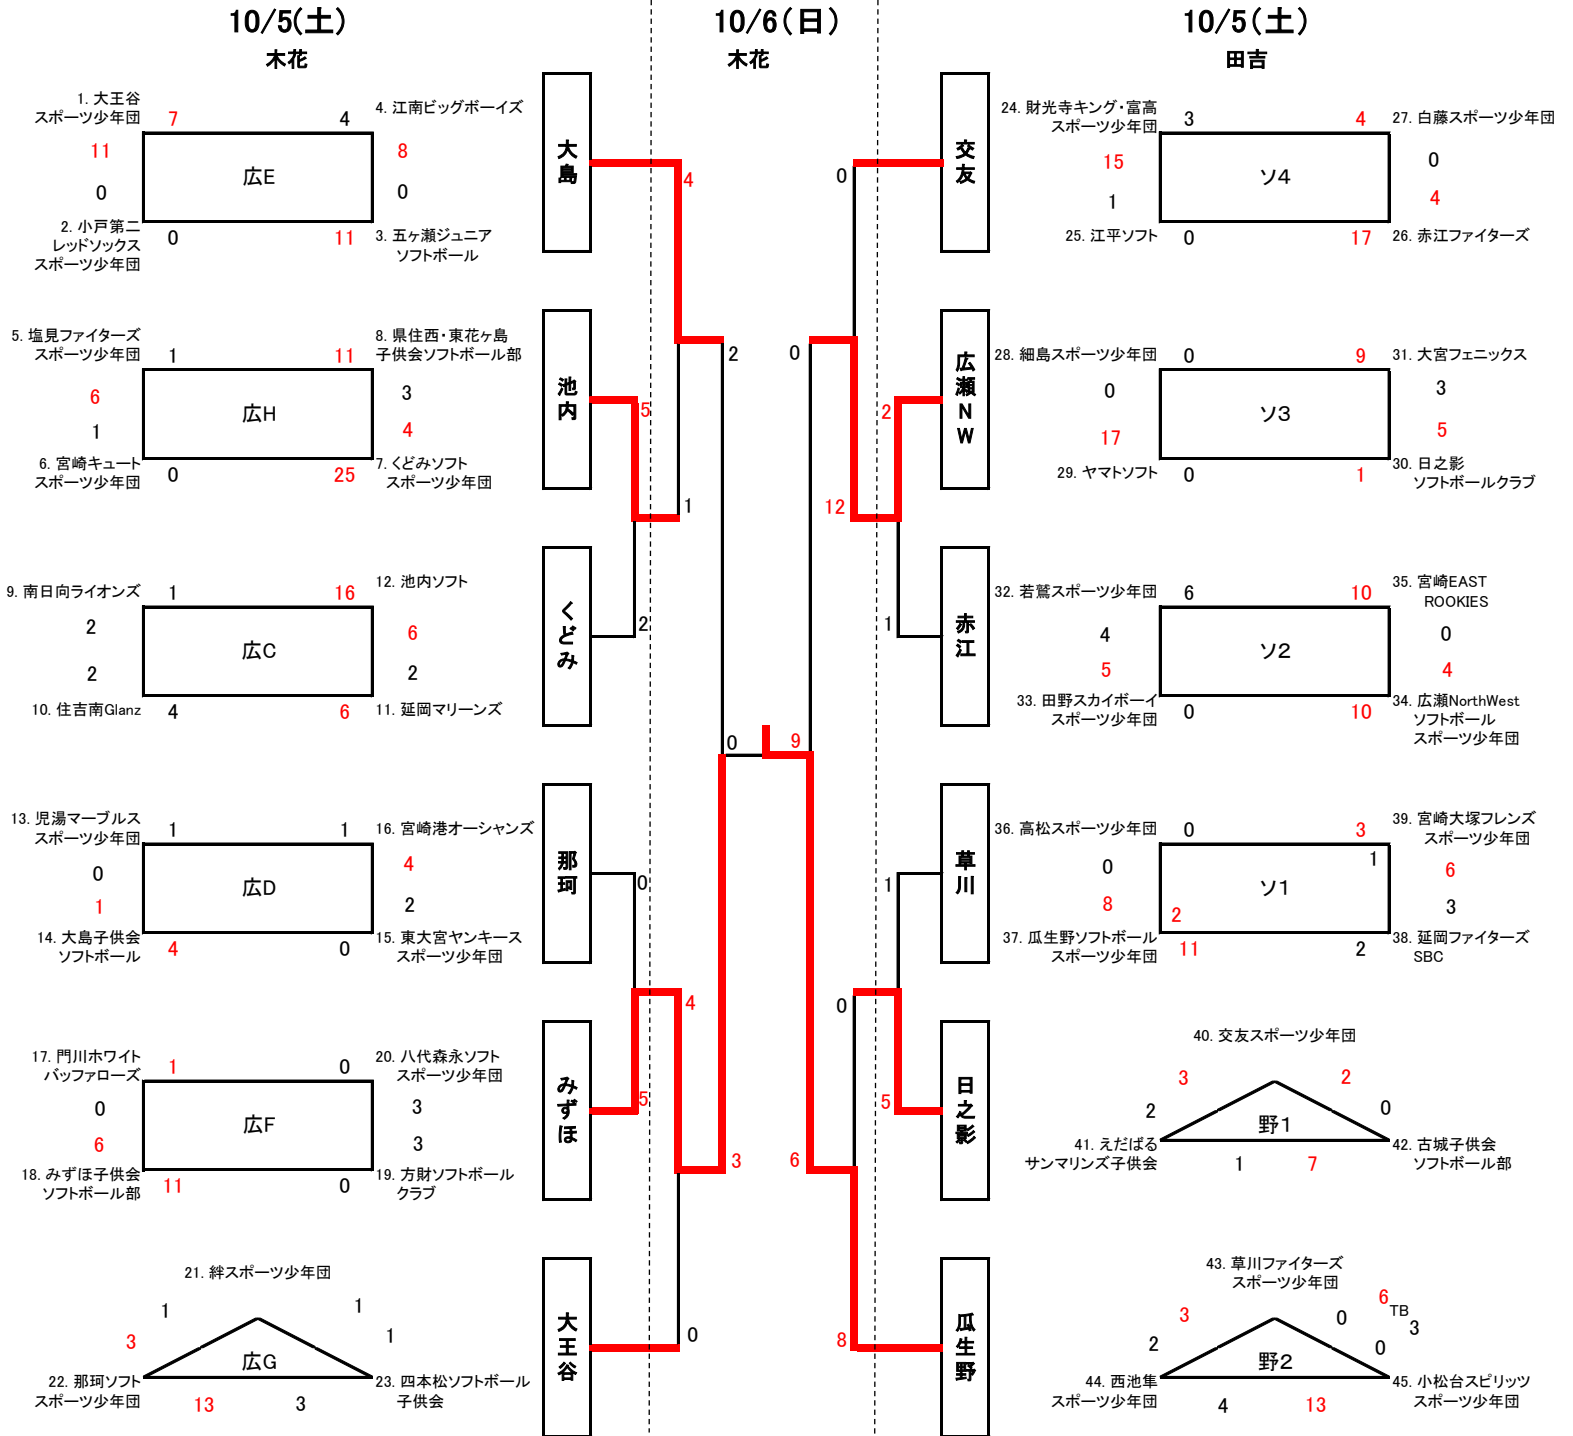 10/5(土)
木花
10/6(日)
木花
10/5(土)
田吉
1. 大王谷
スポーツ少年団
7
4
4. 江南ビッグボーイズ
11
8
広E
0
0
2. 小戸第二
レッドソックス
スポーツ少年団
0
11
3. 五ヶ瀬ジュニア
ソフトボール
5. 塩見ファイターズ
スポーツ少年団
1
11
8. 県住西・東花ヶ島
子供会ソフトボール部
6
3
広H
1
4
6. 宮崎キュート
スポーツ少年団
0
25
7. くどみソフト
スポーツ少年団
9. 南日向ライオンズ
1
16
12. 池内ソフト
2
6
広C
2
2
10. 住吉南Glanz
4
6
11. 延岡マリーンズ
13. 児湯マーブルス
スポーツ少年団
1
1
16. 宮崎港オーシャンズ
0
4
広D
1
2
14. 大島子供会
ソフトボール
4
0
15. 東大宮ヤンキース
スポーツ少年団
17. 門川ホワイト
バッファローズ
1
0
20. 八代森永ソフト
スポーツ少年団
0
3
広F
6
3
18. みずほ子供会
ソフトボール部
11
0
19. 方財ソフトボール
クラブ
21. 絆スポーツ少年団
1
1
3
1
広G
22. 那珂ソフト
スポーツ少年団
13
3
23. 四本松ソフトボール
子供会
大島
池内
くどみ
那珂
みずほ
大王谷
4
2
5
1
2
0
0
4
5
3
0
交友
広瀬NW
赤江
草川
日之影
瓜生野
0
0
2
12
1
9
1
0
5
6
8
24. 財光寺キング・富高
スポーツ少年団
3
4
27. 白藤スポーツ少年団
15
0
ソ4
1
4
25. 江平ソフト
0
17
26. 赤江ファイターズ
28. 細島スポーツ少年団
0
9
31. 大宮フェニックス
0
3
ソ3
17
5
29. ヤマトソフト
0
1
30. 日之影
ソフトボールクラブ
32. 若鷲スポーツ少年団
6
10
35. 宮崎EAST
ROOKIES
4
0
ソ2
5
4
33. 田野スカイボーイ
スポーツ少年団
0
10
34. 広瀬NorthWest
ソフトボール
スポーツ少年団
36. 高松スポーツ少年団
0
3
39. 宮崎大塚フレンズ
スポーツ少年団
0
1
6
ソ1
8
2
3
37. 瓜生野ソフトボール
スポーツ少年団
11
2
38. 延岡ファイターズ
SBC
40. 交友スポーツ少年団
3
2
2
0
野1
41. えだばる
サンマリンズ子供会
1
7
42. 古城子供会
ソフトボール部
43. 草川ファイターズ
スポーツ少年団
3
0
6
TB
3
2
0
野2
44. 西池隼
スポーツ少年団
4
13
45. 小松台スピリッツ
スポーツ少年団